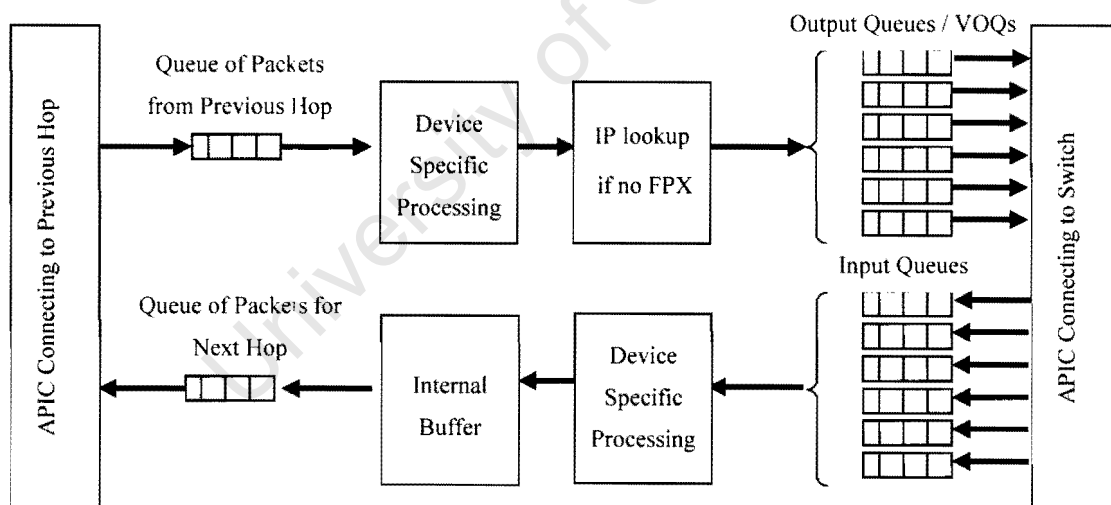 Output Queues / VOQs
Queue of Packets
from Previous Hop
Device
Specific
Processing
IP lookup
if no FPX
APIC Connecting to Previous Hop
APIC Connecting to Switch
Input Queues
Queue of Packets for
Next Hop
Internal
Buffer
Device
Specific
Processing
University of C